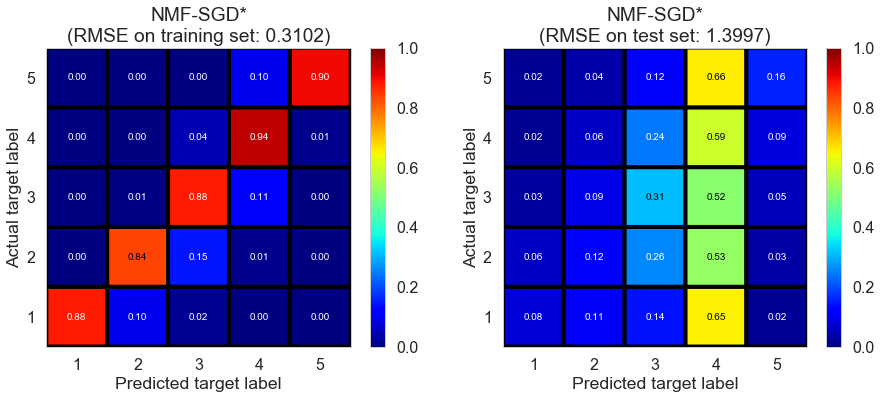 NMF-SGD*
(RMSE on training set: 0.3102)
Actual target label
5
0.00 0.00 0.00 0.10 0.90
4
0.00 0.00 0.04 0.94 0.01
3
0.00 0.01 0.88 0.11 0.00
2
0.00 0.84 0.15 0.01 0.00
1
0.88 0.10 0.02 0.00 0.00
1 2 3 4 5
Predicted target label
1.0
0.8
0.6
0.4
0.2
0.0
NMF-SGD*
(RMSE on test set: 1.3997)
Actual target label
5
0.02 0.04 0.12 0.66 0.16
4
0.02 0.06 0.24 0.59 0.09
3
0.03 0.09 0.31 0.52 0.05
2
0.06 0.12 0.26 0.53 0.03
1
0.08 0.11 0.14 0.65 0.02
1 2 3 4 5
Predicted target label
1.0
0.8
0.6
0.4
0.2
0.0